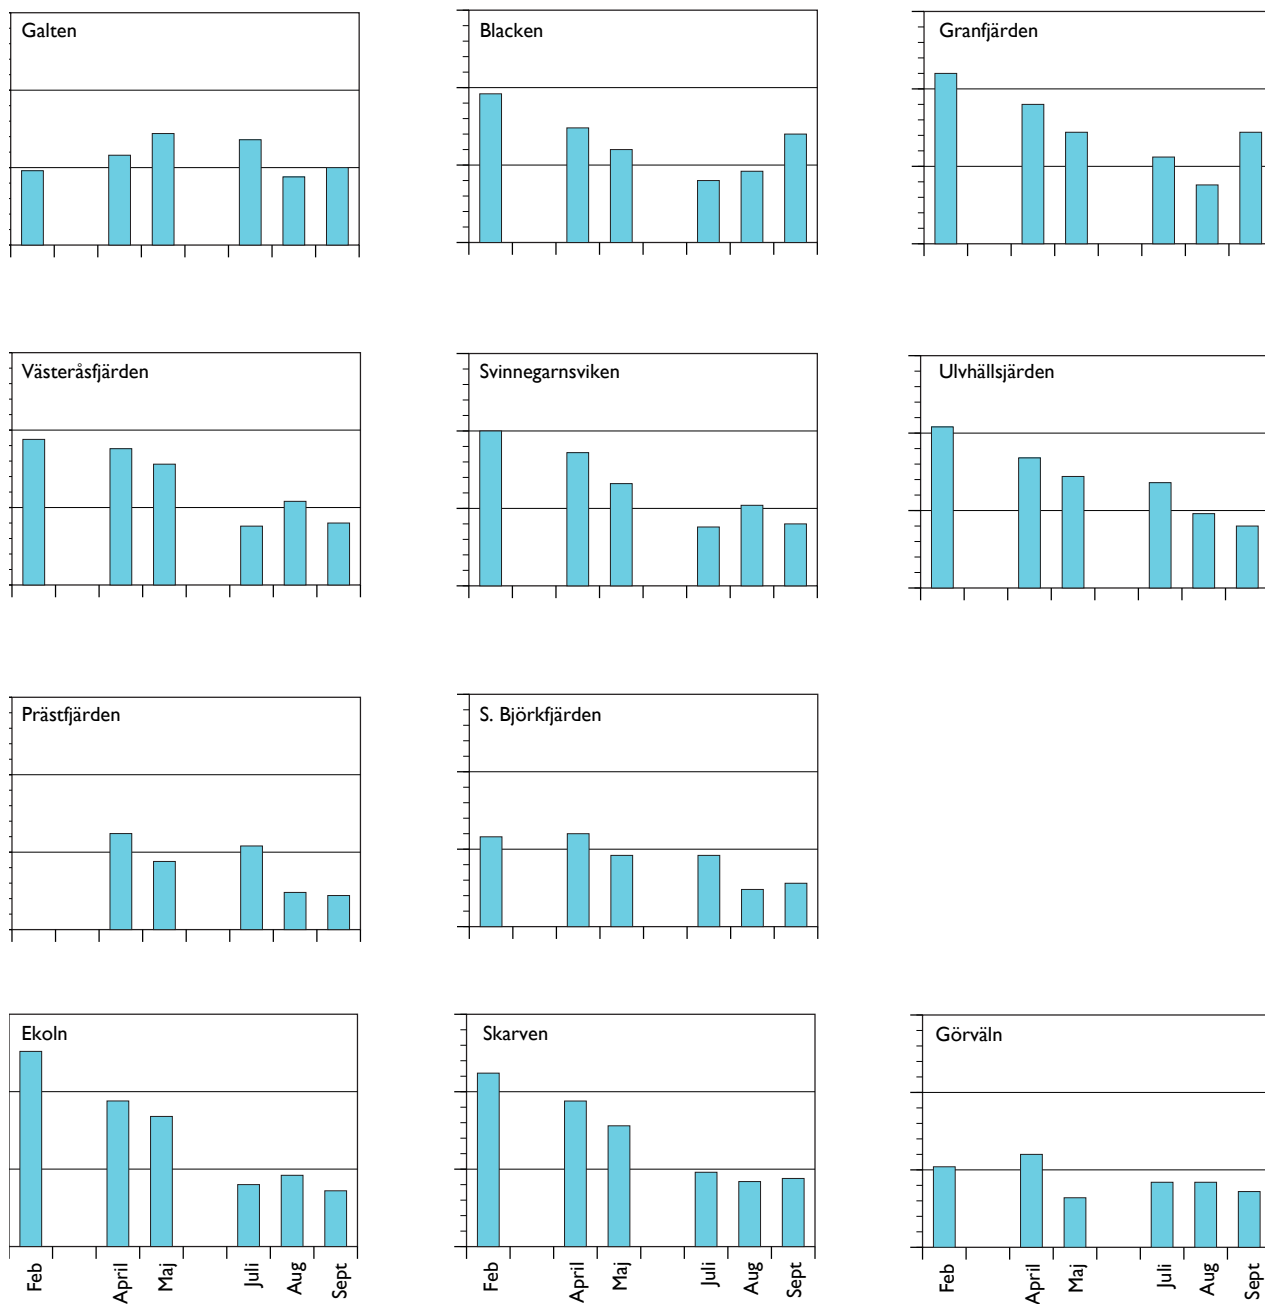 Galten
Blacken
Granfjärden
Västeråsfjärden
Svinnegarnsviken
Ulvhällsjärden
Prästfjärden
S. Björkfjärden
Ekoln
Skarven
Görväln
Feb
April
Maj
Juli
Aug
Sept
Feb
April
Maj
Juli
Aug
Sept
Feb
April
Maj
Juli
Aug
Sept